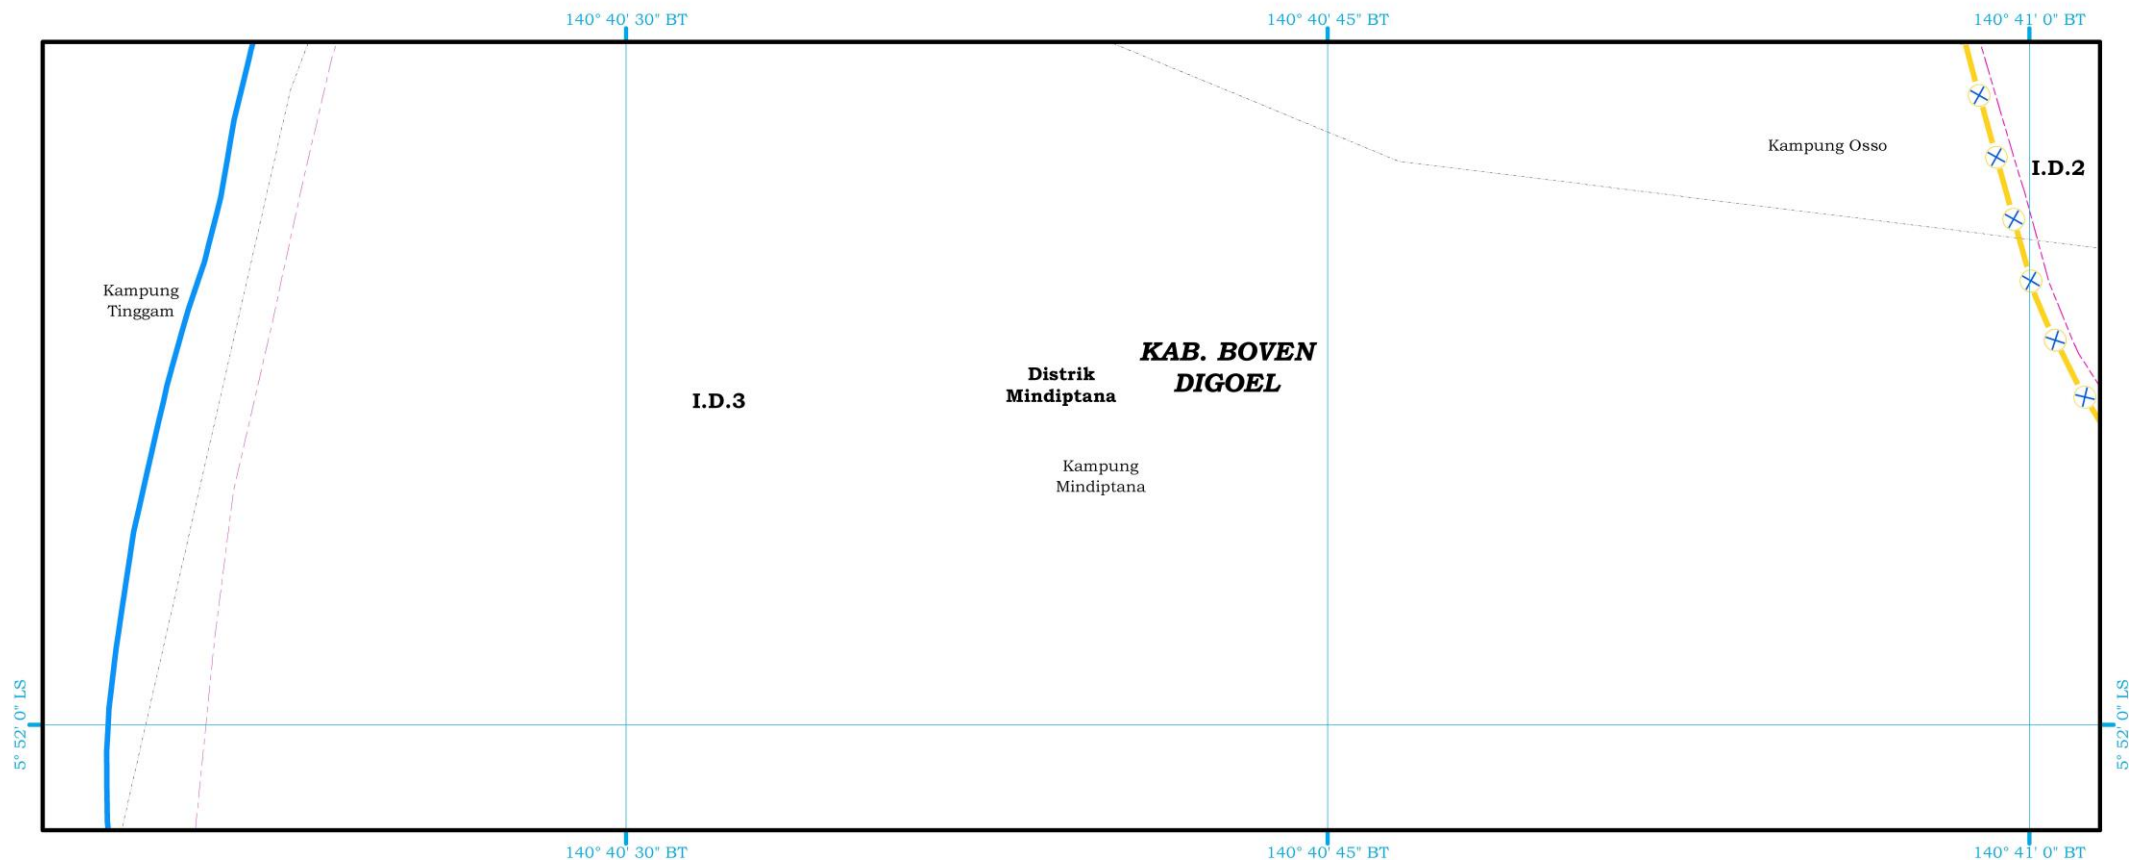 140° 40' 30" BT
140° 40' 45" BT
140° 41' 0" BT
Kampung Osso
I.D.2
Kampung
Tinggam
KAB. BOVEN
DIGOEL
Distrik
Mindiptana
I.D.3
Kampung
Mindiptana
5° 52' 0" LS
5° 52' 0" LS
140° 40' 30" BT
140° 40' 45" BT
140° 41' 0" BT